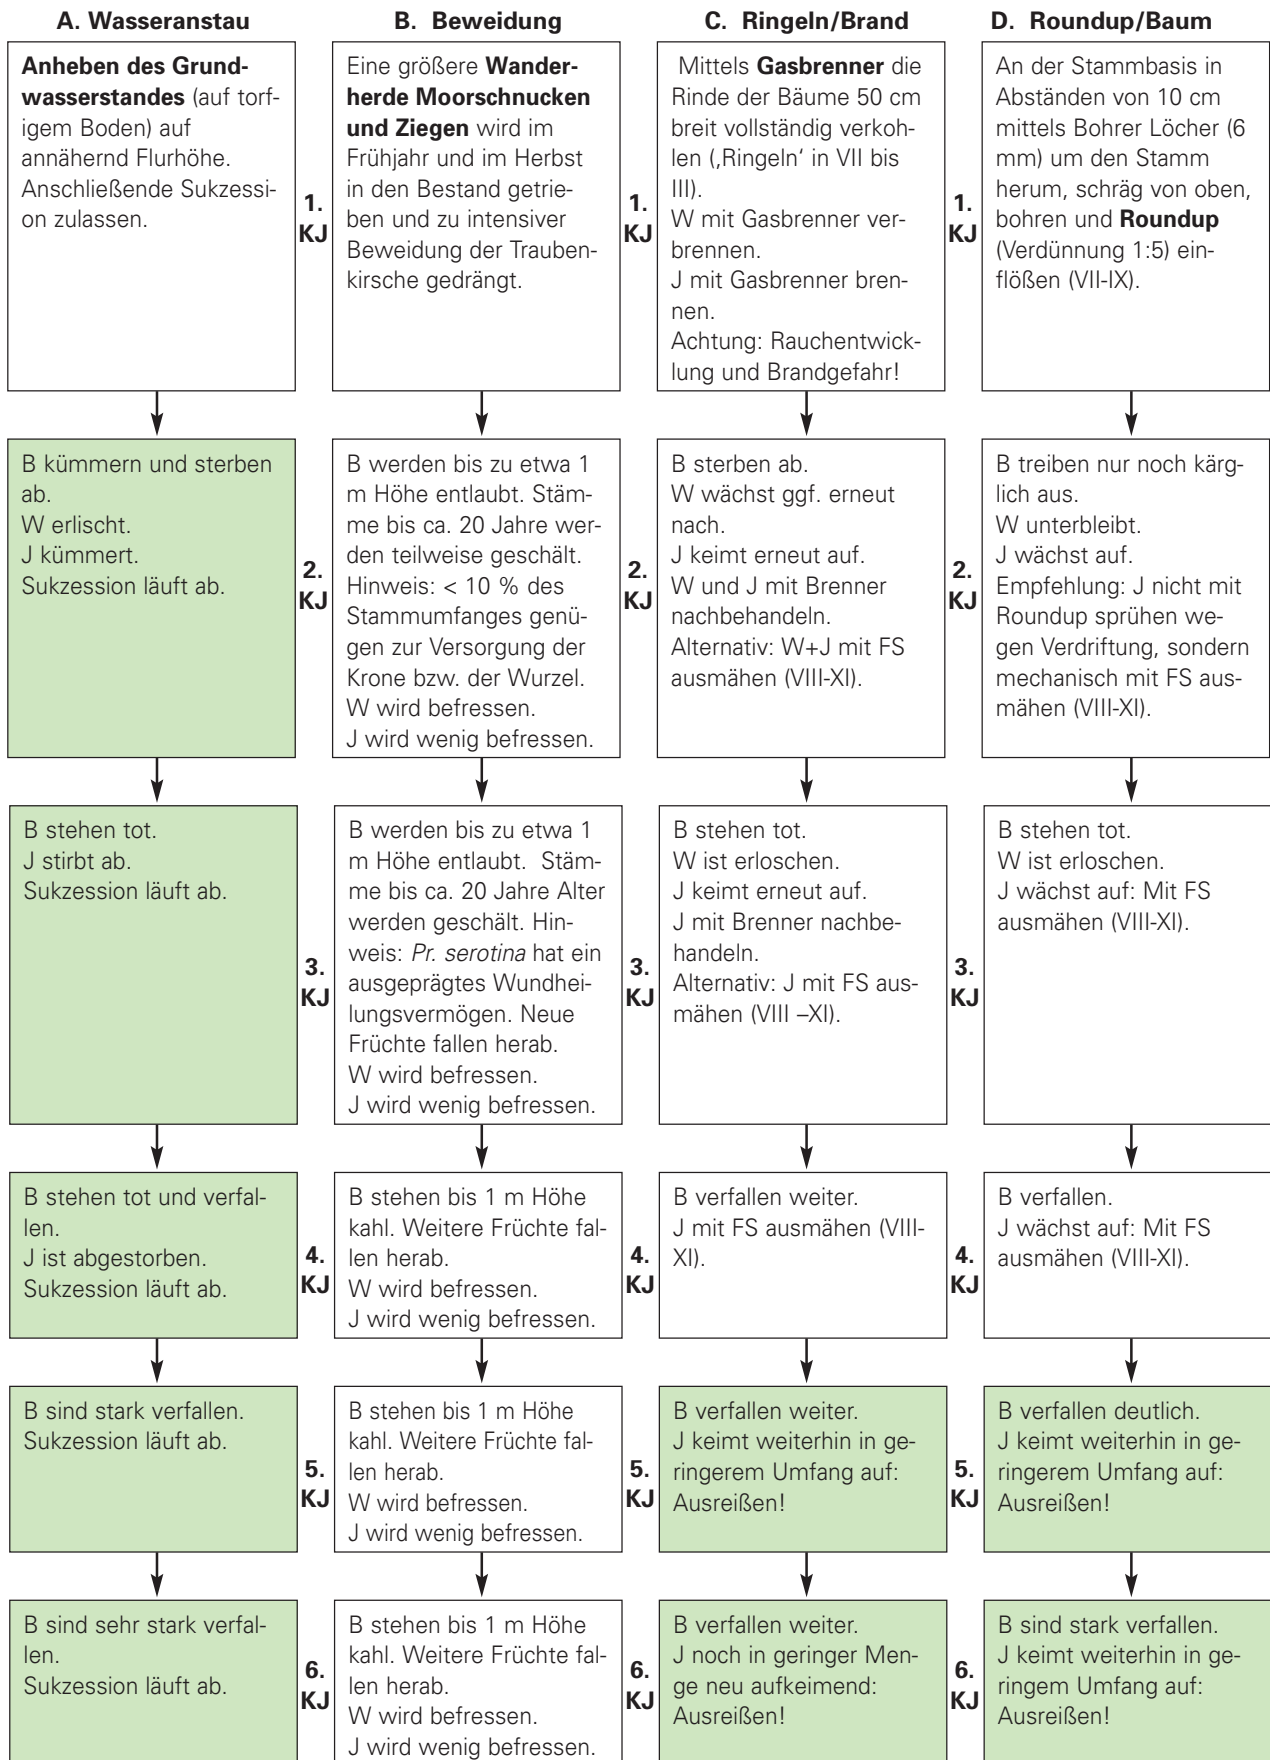 A. Wasseranstau
Anheben des Grund-
wasserstandes (auf torf-
igem Boden) auf
annähernd Flurhöhe.
Anschließende Sukzessi-
on zulassen.
B kümmern und sterben
ab.
W erlischt.
J kümmert.
Sukzession läuft ab.
B stehen tot.
J stirbt ab.
Sukzession läuft ab.
B stehen tot und verfal-
len.
J ist abgestorben.
Sukzession läuft ab.
B sind stark verfallen.
Sukzession läuft ab.
B sind sehr stark verfal-
len.
Sukzession läuft ab.
1.
KJ
2.
KJ
3.
KJ
4.
KJ
5.
KJ
6.
KJ
B. Beweidung
Eine größere Wander-
herde Moorschnucken
und Ziegen wird im
Frühjahr und im Herbst
in den Bestand getrie-
ben und zu intensiver
Beweidung der Trauben-
kirsche gedrängt.
B werden bis zu etwa 1
m Höhe entlaubt. Stäm-
me bis ca. 20 Jahre wer-
den teilweise geschält.
Hinweis: < 10 % des
Stammumfanges genü-
gen zur Versorgung der
Krone bzw. der Wurzel.
W wird befressen.
J wird wenig befressen.
B werden bis zu etwa 1
m Höhe entlaubt. Stäm-
me bis ca. 20 Jahre Alter
werden geschält. Hin-
weis: Pr. serotina hat ein
ausgeprägtes Wundhei-
lungsvermögen. Neue
Früchte fallen herab.
W wird befressen.
J wird wenig befressen.
B stehen bis 1 m Höhe
kahl. Weitere Früchte fal-
len herab.
W wird befressen.
J wird wenig befressen.
B stehen bis 1 m Höhe
kahl. Weitere Früchte fal-
len herab.
W wird befressen.
J wird wenig befressen.
B stehen bis 1 m Höhe
kahl. Weitere Früchte fal-
len herab.
W wird befressen.
J wird wenig befressen.
1.
KJ
2.
KJ
3.
KJ
4.
KJ
5.
KJ
6.
KJ
C. Ringeln/Brand
Mittels Gasbrenner die
Rinde der Bäume 50 cm
breit vollständig verkoh-
len (‚Ringeln‘ in VII bis
III).
W mit Gasbrenner ver-
brennen.
J mit Gasbrenner bren-
nen.
Achtung: Rauchentwick-
lung und Brandgefahr!
B sterben ab.
W wächst ggf. erneut
nach.
J keimt erneut auf.
W und J mit Brenner
nachbehandeln.
Alternativ: W+J mit FS
ausmähen (VIII-XI).
B stehen tot.
W ist erloschen.
J keimt erneut auf.
J mit Brenner nachbe-
handeln.
Alternativ: J mit FS aus-
mähen (VIII –XI).
B verfallen weiter.
J mit FS ausmähen (VIII-
XI).
B verfallen weiter.
J keimt weiterhin in ge-
ringerem Umfang auf:
Ausreißen!
B verfallen weiter.
J noch in geringer Men-
ge neu aufkeimend:
Ausreißen!
1.
KJ
2.
KJ
3.
KJ
4.
KJ
5.
KJ
6.
KJ
D. Roundup/Baum
An der Stammbasis in
Abständen von 10 cm
mittels Bohrer Löcher (6
mm) um den Stamm
herum, schräg von oben,
bohren und Roundup
(Verdünnung 1:5) ein-
flößen (VII-IX).
B treiben nur noch kärg-
lich aus.
W unterbleibt.
J wächst auf.
Empfehlung: J nicht mit
Roundup sprühen we-
gen Verdriftung, sondern
mechanisch mit FS aus-
mähen (VIII-XI).
B stehen tot.
W ist erloschen.
J wächst auf: Mit FS
ausmähen (VIII-XI).
B verfallen.
J wächst auf: Mit FS
ausmähen (VIII-XI).
B verfallen deutlich.
J keimt weiterhin in ge-
ringerem Umfang auf:
Ausreißen!
B sind stark verfallen.
J keimt weiterhin in ge-
ringem Umfang auf:
Ausreißen!